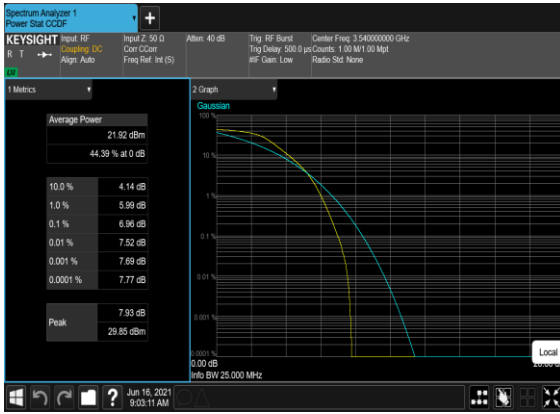 Spectrum Analyzer 1
Power Stat CCDF
KEYSIGHT
R T
LW
Input: RF
Coupling: DC
Align: Auto
Input Z: 50 Ω
Corr CCorr
Freq Ref: Int (S)
Atten: 40 dB
Trig: RF Burst
Trig Delay: 500.0 µs
#IF Gain: Low
Center Freq: 3.540000000 GHz
Counts: 1.00 M/1.00 Mpt
Radio Std: None
1 Metrics
Average Power
21.92 dBm
44.39 % at 0 dB
10.0 % 4.14 dB
1.0 % 5.99 dB
0.1 % 6.96 dB
0.01 % 7.52 dB
0.001 % 7.69 dB
0.0001 % 7.77 dB
Peak
7.93 dB
29.85 dBm
2 Graph
Gaussian
100 %
10 %
1 %
0.1 %
0.01 %
0.001 %
0.0001 %
0.00 dB
Info BW 25.000 MHz
Local
Jun 16, 2021
9:03:11 AM